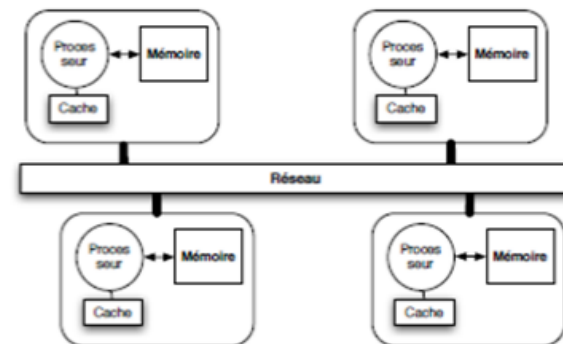 Proces
seur
Mémoire
Cache
Proces
seur
Mémoire
Cache
Réseau
Proces
seur
Mémoire
Cache
Proces
seur
Mémoire
Cache